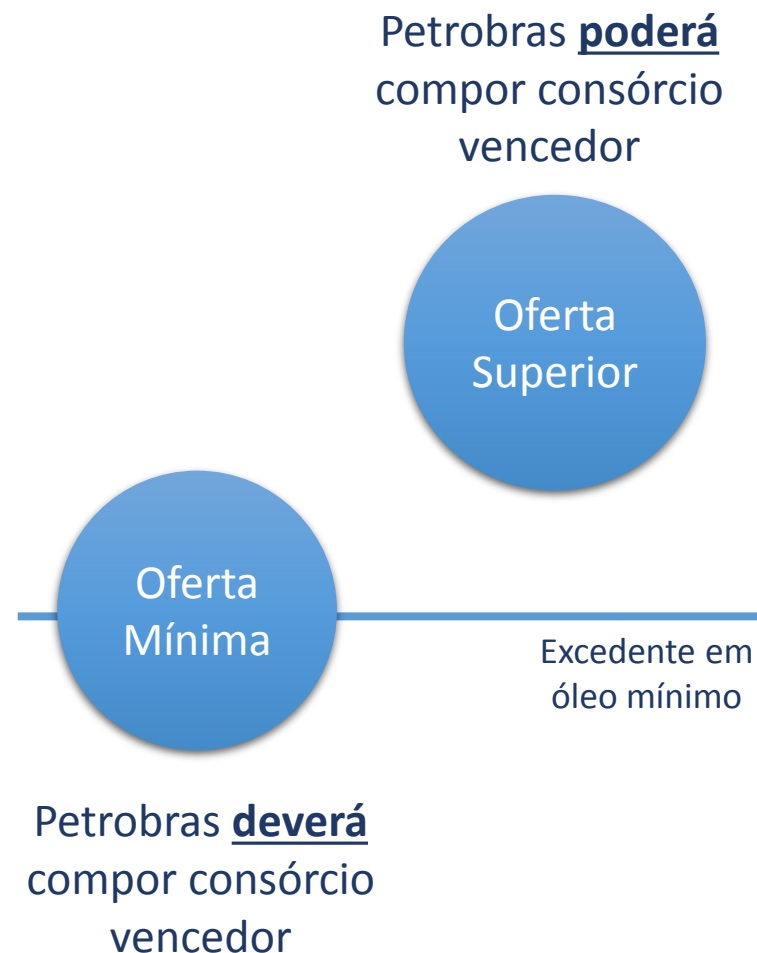 Petrobras poderá
compor consórcio
vencedor
Oferta
Superior
Oferta
Mínima
Excedente em
óleo mínimo
Petrobras deverá
compor consórcio
vencedor